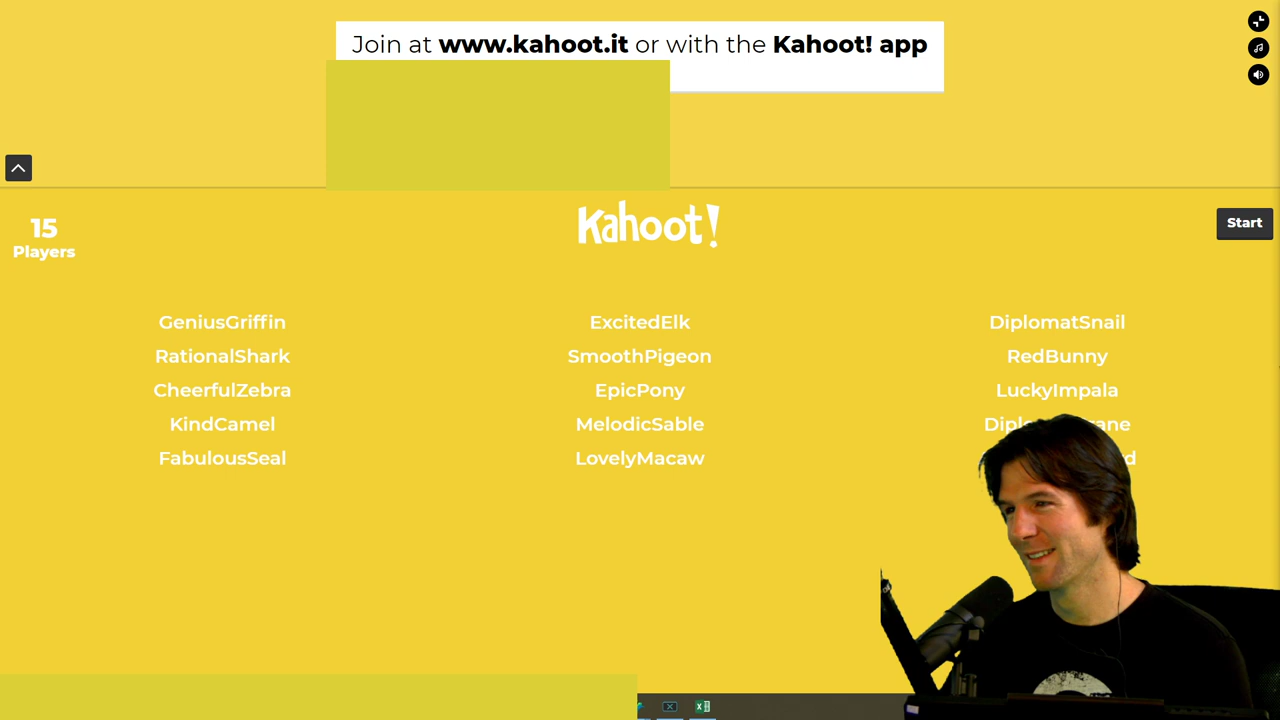 Join at www.kahoot.it or with the Kahoot! app
15
Players
Kahoot!
Start
GeniusGriffin ExcitedElk DiplomatSnail
RationalShark SmoothPigeon RedBunny
CheerfulZebra EpicPony LuckyImpala
KindCamel MelodicSable
FabulousSeal LovelyMacaw